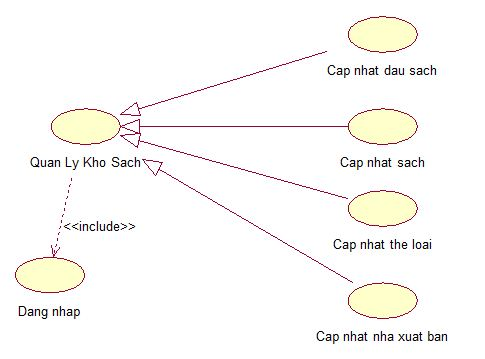 Cap nhat dau sach
Quan Ly Kho Sach
Cap nhat sach
<<include>>
Cap nhat the loai
Dang nhap
Cap nhat nha xuat ban